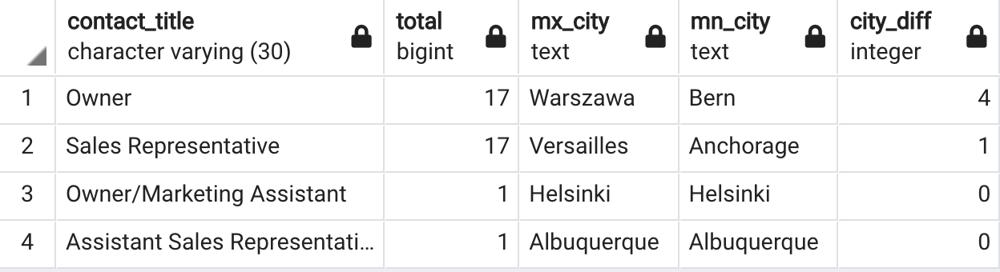 contact_title total mx_city mn_city city_diff
character varying (30) bigint text text integer
1 Owner 17 Warszawa Bern 4
2 Sales Representative 17 Versailles Anchorage 1
3 Owner/Marketing Assistant 1 Helsinki Helsinki 0
4 Assistant Sales Representati... 1 Albuquerque Albuquerque 0